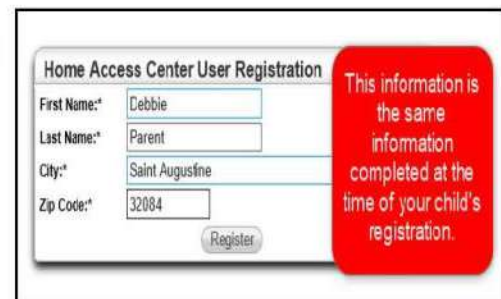 Home Access Center User Registration
First Name:* Debbie
Last Name:* Parent
City:* Saint Augustine
Zip Code:* 32084
Register
This information is
the same
information
completed at the
time of your child's
registration.